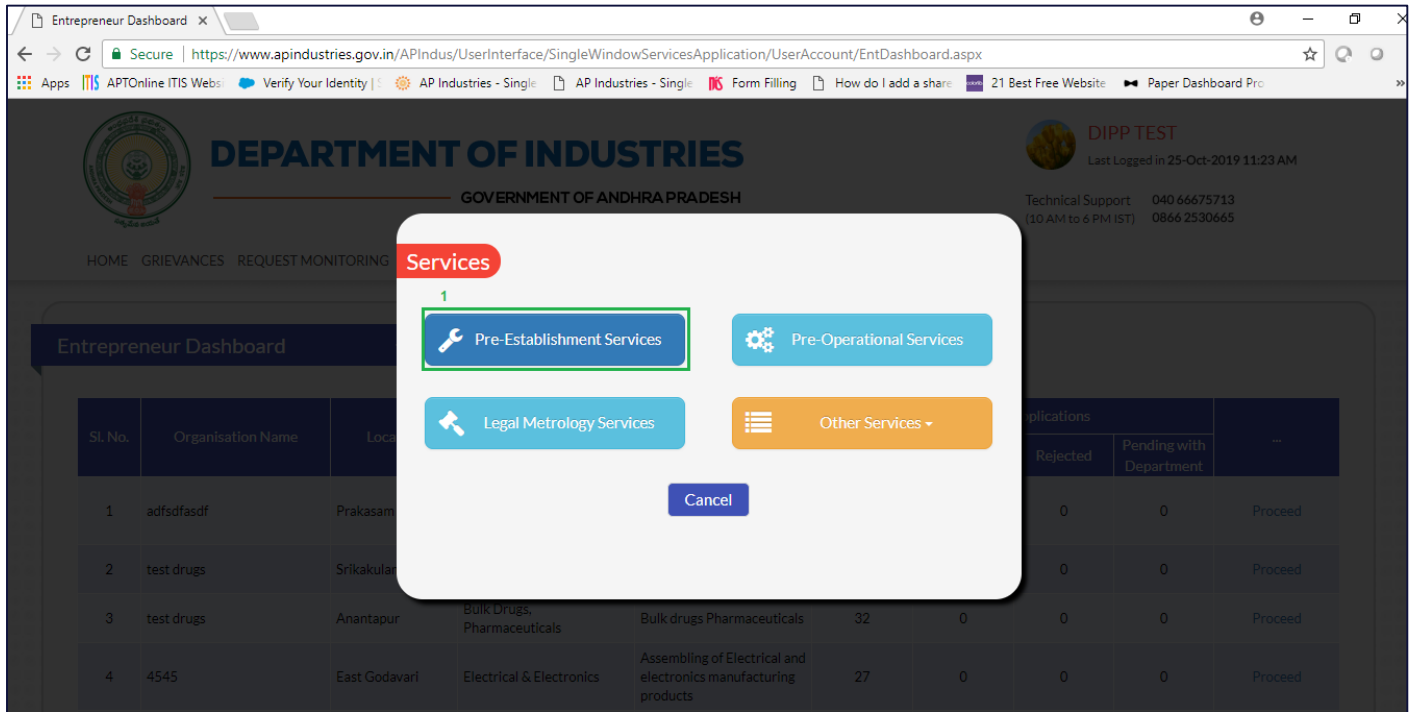 Entrepreneur Dashboard
Secure | https://www.apindustries.gov.in/APIndus/UserInterface/SingleWindowServicesApplication/UserAccount/EntDashboard.aspx
Apps APTOnline ITIS Webs Verify Your Identity | S AP Industries - Single AP Industries - Single Form Filling How do I add a share 21 Best Free Website Paper Dashboard Pro »
DEPARTMENT OF INDUSTRIES
GOVERNMENT OF ANDHRA PRADESH
DIPP TEST
Last Logged in 25-Oct-2019 11:23 AM
Technical Support 040 66675713
(10 AM to 6 PM IST) 0866 2530665
HOME GRIEVANCES REQUEST MONITORING
Services
1
Pre-Establishment Services Pre-Operational Services
Legal Metrology Services Other Services
Cancel
Entrepreneur Dashboard
Sl. No. Organisation Name Loca plications
Rejected Pending with Department ...
1 adfsdfasdf Prakasam 0 0 Proceed
2 test drugs Srikakular 0 0 Proceed
3 test drugs Anantapur Bulk Drugs, Pharmaceuticals Bulk drugs Pharmaceuticals 32 0 0 0 Proceed
4 4545 East Godavari Electrical & Electronics Assembling of Electrical and electronics manufacturing products 27 0 0 0 Proceed